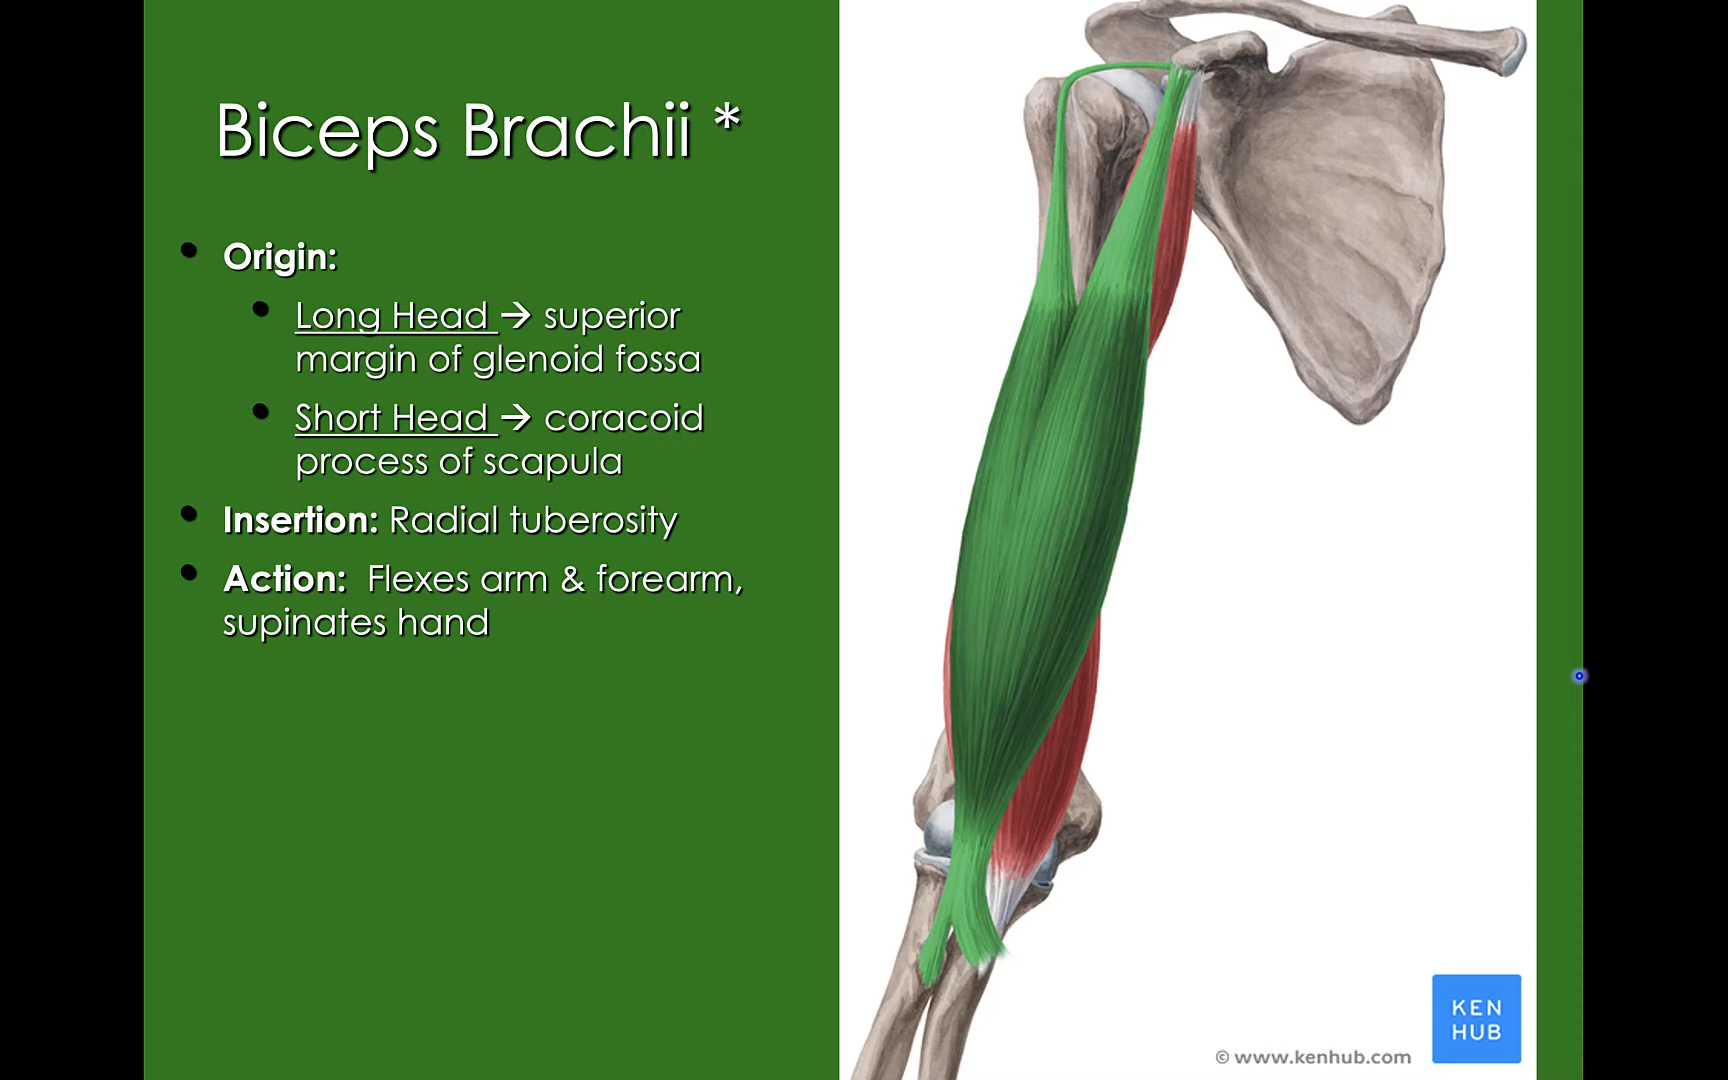 Biceps Brachii *
• Origin:
• Long Head → superior
margin of glenoid fossa
• Short Head → coracoid
process of scapula
• Insertion: Radial tuberosity
• Action:  Flexes arm & forearm,
supinates hand
KEN
HUB
© www.kenhub.com